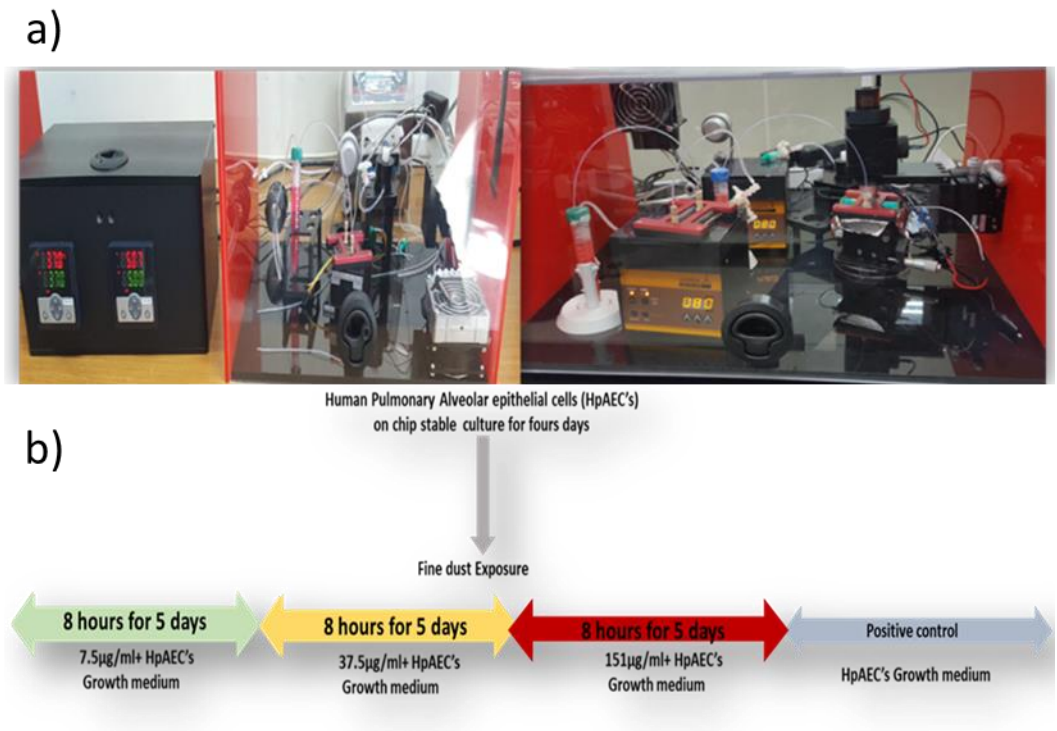 a)
Human Pulmonary Alveolar epithelial cells (HpAEC's)
on chip stable culture for fours days
b)
Fine dust Exposure
8 hours for 5 days
7.5µg/ml+ HpAEC's
Growth medium
8 hours for 5 days
37.5µg/ml+ HpAEC's
Growth medium
8 hours for 5 days
151µg/ml+ HpAEC's
Growth medium
Positive control
HpAEC's Growth medium